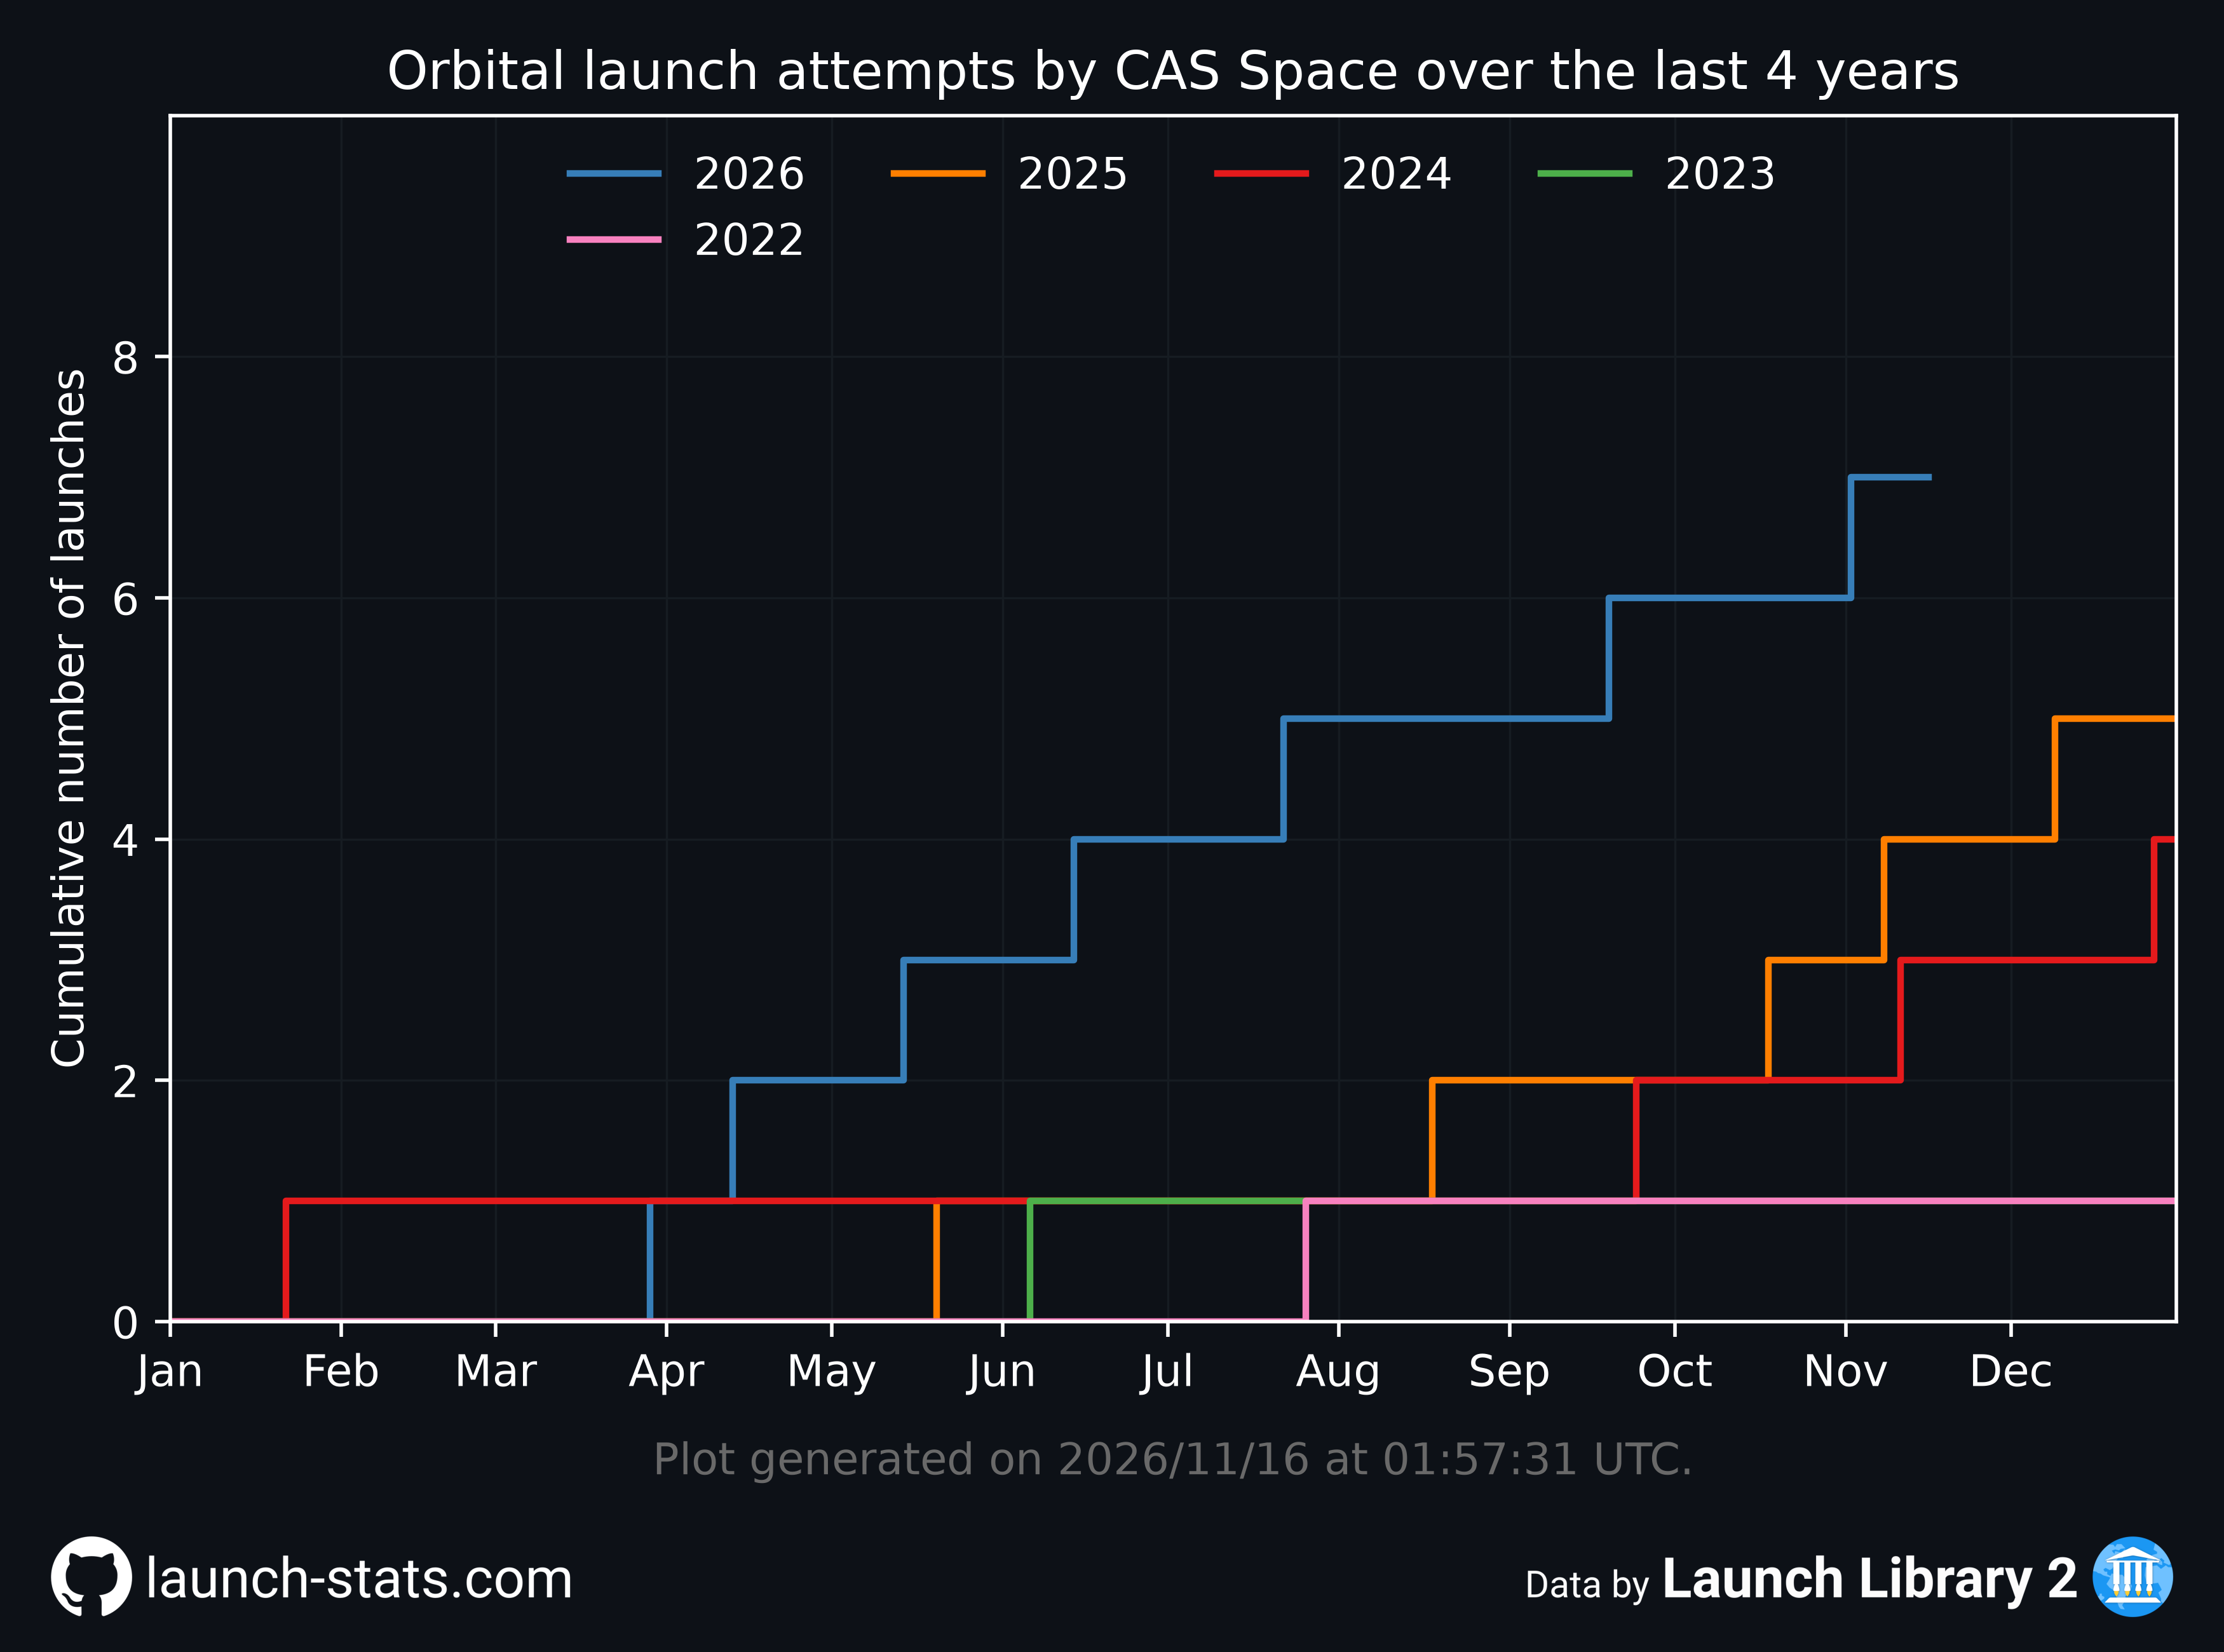 Orbital launch attempts by CAS Space over the last 4 years
2026 2025 2024 2023
2022
Cumulative number of launches
8
6
4
2
0
Jan Feb Mar Apr May Jun Jul Aug Sep Oct Nov Dec
Plot generated on 2026/11/16 at 01:57:31 UTC.
launch-stats.com
Data by Launch Library 2